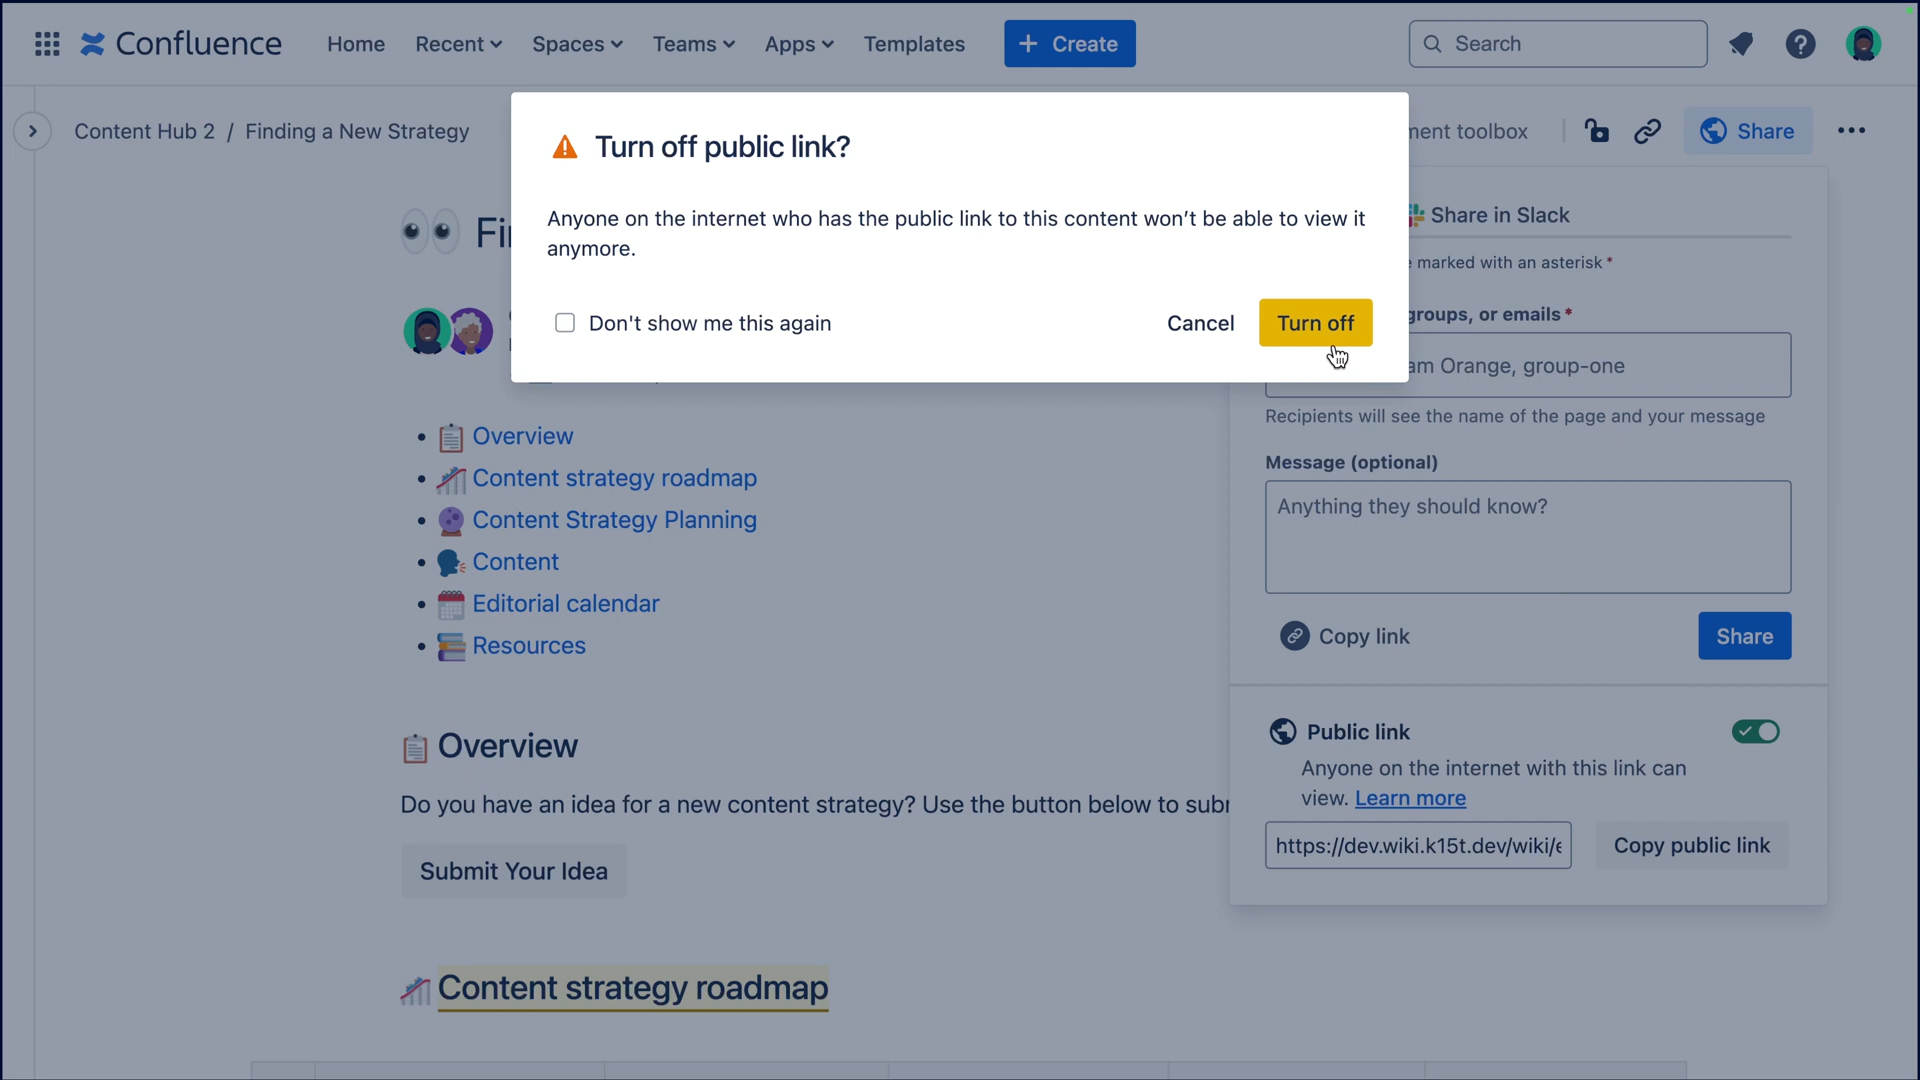 Confluence
Home
Recent
Spaces
Teams
Apps
Templates
+ Create
Search
Content Hub 2 / Finding a New Strategy
ment toolbox
Share
Turn off public link?
Anyone on the internet who has the public link to this content won't be able to view it
anymore.
Don't show me this again
Cancel
Turn off
Share in Slack
marked with an asterisk *
groups, or emails *
am Orange, group-one
Recipients will see the name of the page and your message
Message (optional)
Anything they should know?
Copy link
Share
Public link
Anyone on the internet with this link can
view. Learn more
https://dev.wiki.k15t.dev/wiki/e
Copy public link
Fi
• Overview
• Content strategy roadmap
• Content Strategy Planning
• Content
• Editorial calendar
• Resources
Overview
Do you have an idea for a new content strategy? Use the button below to subr
Submit Your Idea
Content strategy roadmap